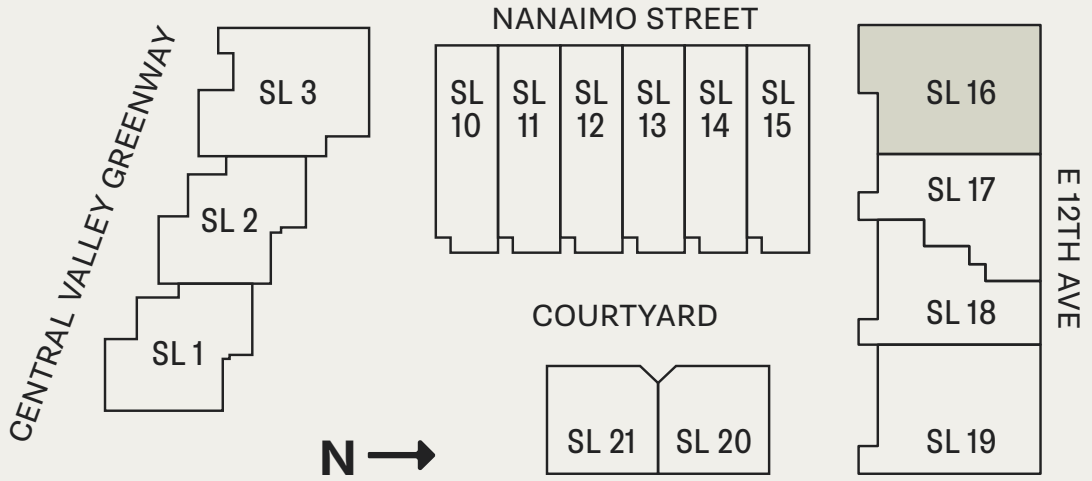 NANAIMO STREET
CENTRAL VALLEY GREENWAY
SL 3
SL 2
SL 1
SL
10
SL
11
SL
12
SL
13
SL
14
SL
15
SL 16
SL 17
SL 18
SL 19
E 12TH AVE
COURTYARD
SL 21
SL 20
N